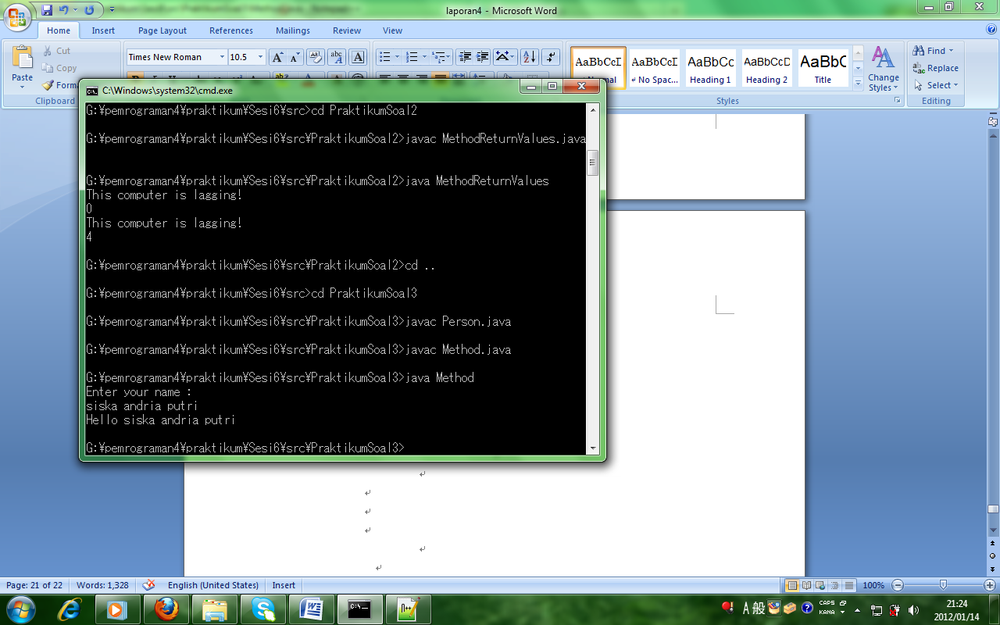 laporan4 - Microsoft Word
Home Insert Page Layout References Mailings Review View
Paste
Cut
Copy
Form
Clipboard
Times New Roman 10.5
AaBbCcD AaBbCcD AaBbCc AaBbCcD AaBbC
↵ No Spac... Heading 1 Heading 2 Title
Change Styles
Styles
Find
Replace
Select
Editing
C:\Windows\system32\cmd.exe
G:¥pemrograman4¥praktikum¥Sesi6¥src>cd PraktikumSoal2
G:¥pemrograman4¥praktikum¥Sesi6¥src¥PraktikumSoal2>javac MethodReturnValues.java
G:¥pemrograman4¥praktikum¥Sesi6¥src¥PraktikumSoal2>java MethodReturnValues
This computer is lagging!
0
This computer is lagging!
4
G:¥pemrograman4¥praktikum¥Sesi6¥src¥PraktikumSoal2>cd ..
G:¥pemrograman4¥praktikum¥Sesi6¥src>cd PraktikumSoal3
G:¥pemrograman4¥praktikum¥Sesi6¥src¥PraktikumSoal3>javac Person.java
G:¥pemrograman4¥praktikum¥Sesi6¥src¥PraktikumSoal3>javac Method.java
G:¥pemrograman4¥praktikum¥Sesi6¥src¥PraktikumSoal3>java Method
Enter your name :
siska andria putri
Hello siska andria putri
G:¥pemrograman4¥praktikum¥Sesi6¥src¥PraktikumSoal3>
Page: 21 of 22 Words: 1,328 English (United States) Insert 100%
A 般 CAPS KANA
21:24
2012/01/14